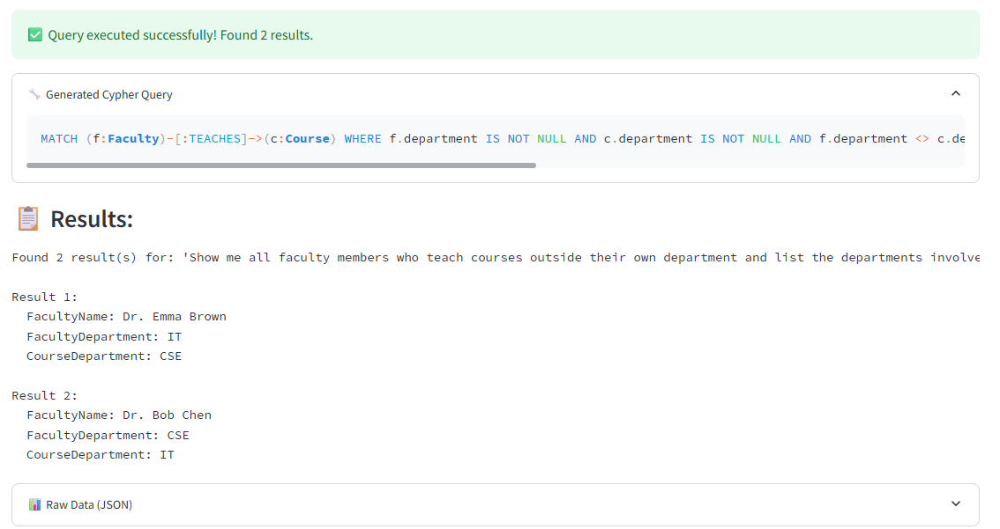 Query executed successfully! Found 2 results.
Generated Cypher Query
MATCH (f:Faculty)-[:TEACHES]->(c:Course) WHERE f.department IS NOT NULL AND c.department IS NOT NULL AND f.department <> c.de
Results:
Found 2 result(s) for: 'Show me all faculty members who teach courses outside their own department and list the departments involve
Result 1:
FacultyName: Dr. Emma Brown
FacultyDepartment: IT
CourseDepartment: CSE
Result 2:
FacultyName: Dr. Bob Chen
FacultyDepartment: CSE
CourseDepartment: IT
Raw Data (JSON)